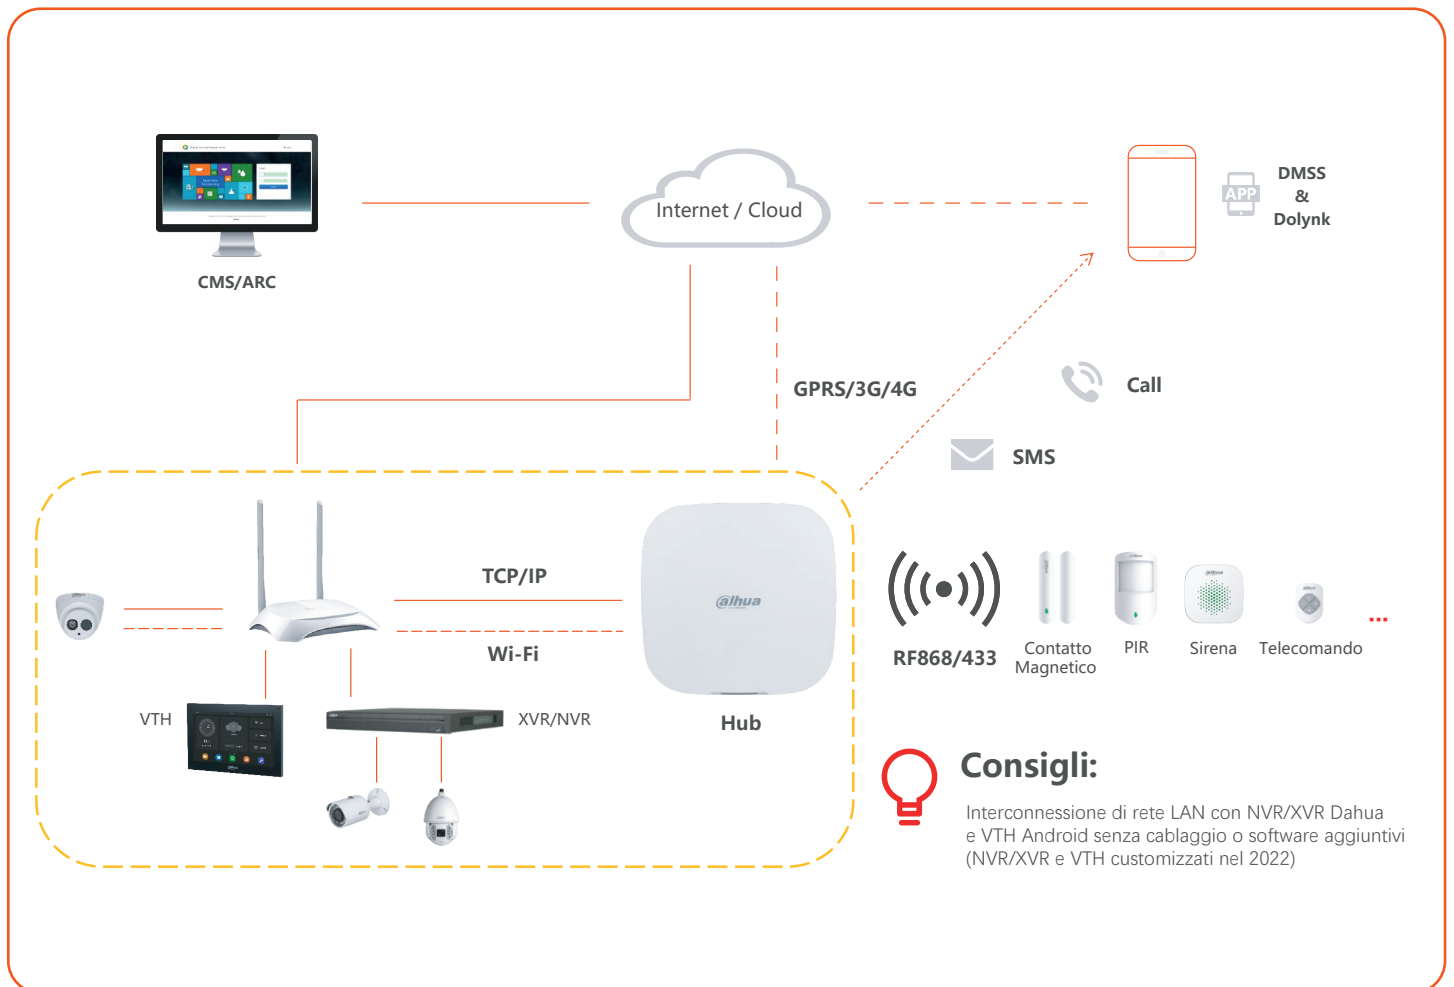 Internet / Cloud
APP
DMSS
&
Dolynk
CMS/ARC
GPRS/3G/4G
Call
SMS
TCP/IP
Wi-Fi
alhua
Hub
VTH
XVR/NVR
RF868/433
Contatto
Magnetico
PIR
Sirena
Telecomando
...
Consigli:
Interconnessione di rete LAN con NVR/XVR Dahua
e VTH Android senza cablaggio o software aggiuntivi
(NVR/XVR e VTH customizzati nel 2022)